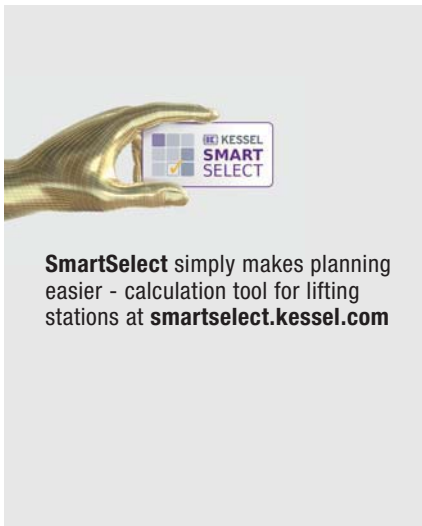 KESSEL
SMART
SELECT
SmartSelect simply makes planning
easier - calculation tool for lifting
stations at smartselect.kessel.com